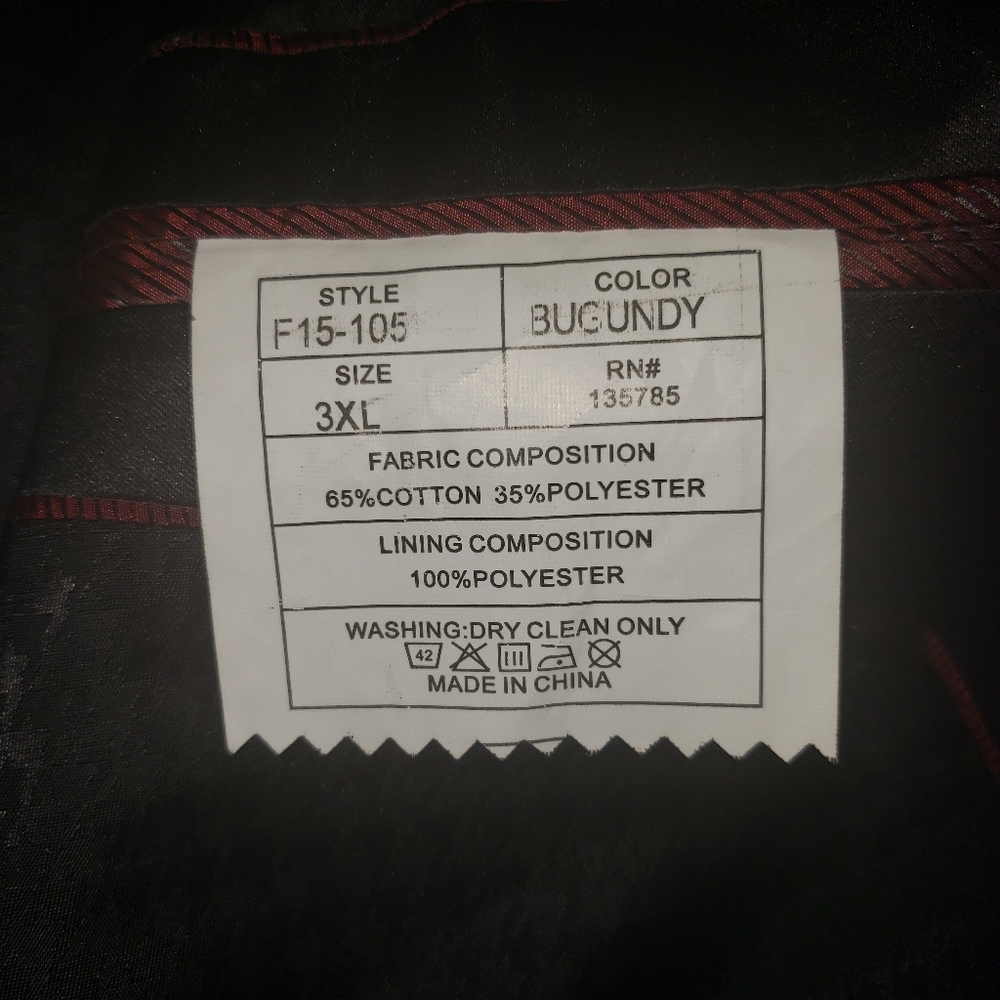 STYLE
F15-105
COLOR
BUGUNDY
SIZE
3XL
RN#
135785
FABRIC COMPOSITION
65%COTTON 35%POLYESTER
LINING COMPOSITION
100%POLYESTER
WASHING:DRY CLEAN ONLY
42
MADE IN CHINA